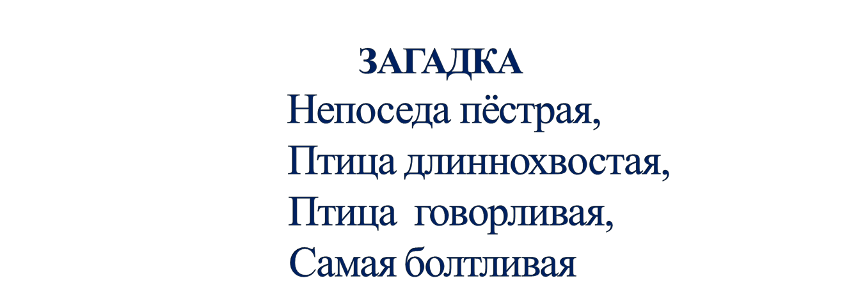 ЗАГАДКА
Непоседа пёстрая,
Птица длиннохвостая,
Птица говорливая,
Самая болтливая